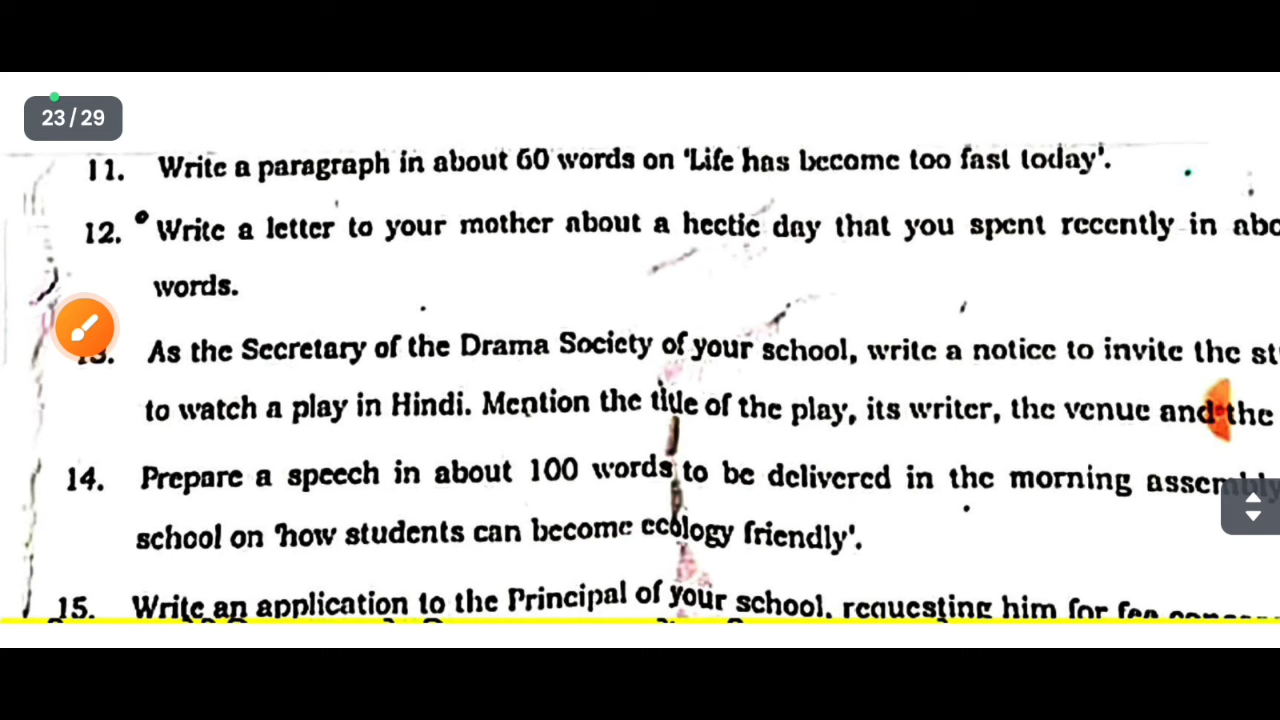 23 / 29
11. Write a paragraph in about 60 words on 'Life has become too fast today'.
12. Write a letter to your mother about a hectic day that you spent recently in
words.
13. As the Secretary of the Drama Society of your school, write a notice to invite the
to watch a play in Hindi. Mention the title of the play, its writer, the venue and the
14. Prepare a speech in about 100 words to be delivered in the morning assembly
school on 'how students can become ecology friendly'.
15. Write an application to the Principal of your school, requesting him for fee